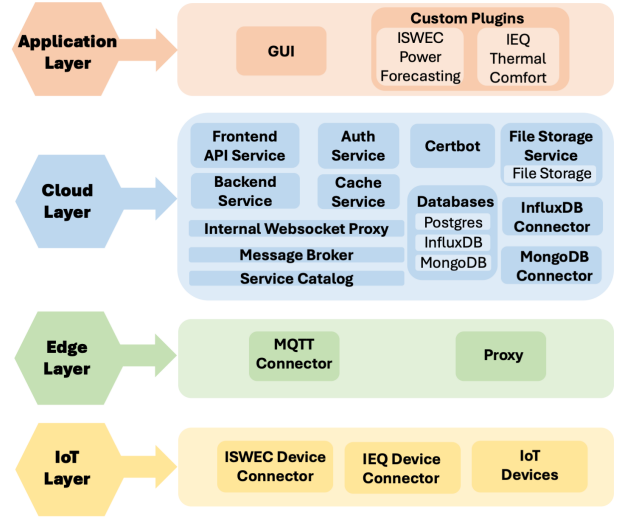 Application
Layer
GUI
Custom Plugins
ISWEC
Power
Forecasting
IEQ
Thermal
Comfort
Cloud
Layer
Frontend
API Service
Auth
Service
Certbot
File Storage
Service
File Storage
Backend
Service
Cache
Service
Databases
Postgres
InfluxDB
MongoDB
InfluxDB
Connector
MongoDB
Connector
Internal Websocket Proxy
Message Broker
Service Catalog
Edge
Layer
MQTT
Connector
Proxy
IoT
Layer
ISWEC Device
Connector
IEQ Device
Connector
IoT
Devices